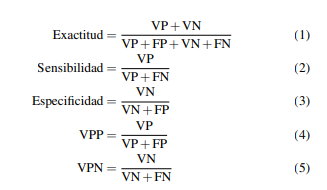 Exactitud = VP + VN / VP + FP + VN + FN (1)
Sensibilidad = VP / VP + FN (2)
Especificidad = VN / VN + FP (3)
VPP = VP / VP + FP (4)
VPN = VN / VN + FN (5)